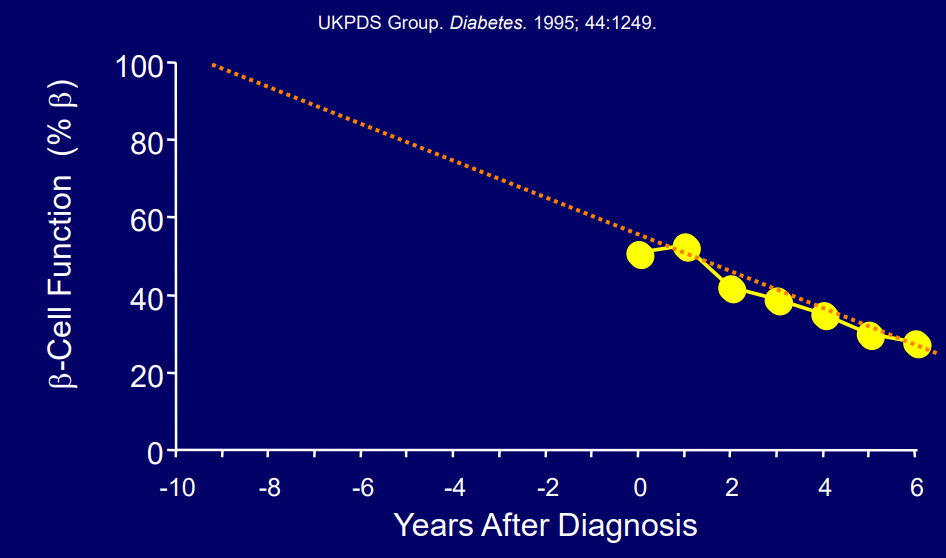 UKPDS Group. Diabetes. 1995; 44:1249.
100
80
60
40
20
0
β-Cell Function (% β)
-10 -8 -6 -4 -2 0 2 4 6
Years After Diagnosis